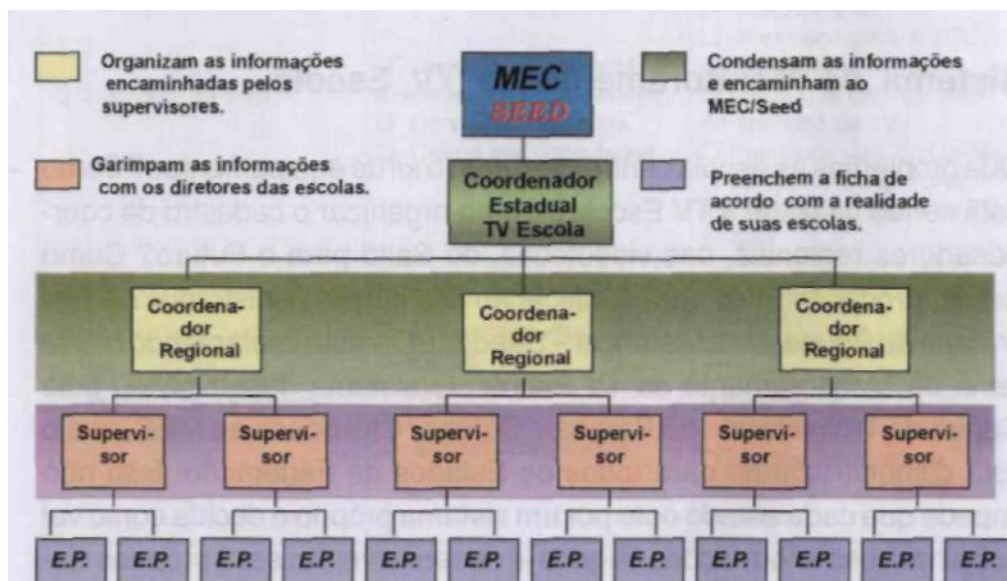 Organizam as informações
encaminhadas pelos
supervisores.
Garimpam as informações
com os diretores das escolas.
MEC
SEED
Condensam as informações
e encaminham ao
MEC/Seed
Preenchem a ficha de
acordo com a realidade
de suas escolas.
Coordenador
Estadual
TV Escola
Coordena-
dor
Regional
Coordena-
dor
Regional
Coordena-
dor
Regional
Supervi-
sor
Supervi-
sor
Supervi-
sor
Supervi-
sor
Supervi-
sor
Supervi-
sor
E.P.
E.P.
E.P.
E.P.
E.P.
E.P.
E.P.
E.P.
E.P.
E.P.
E.P.
E.P.